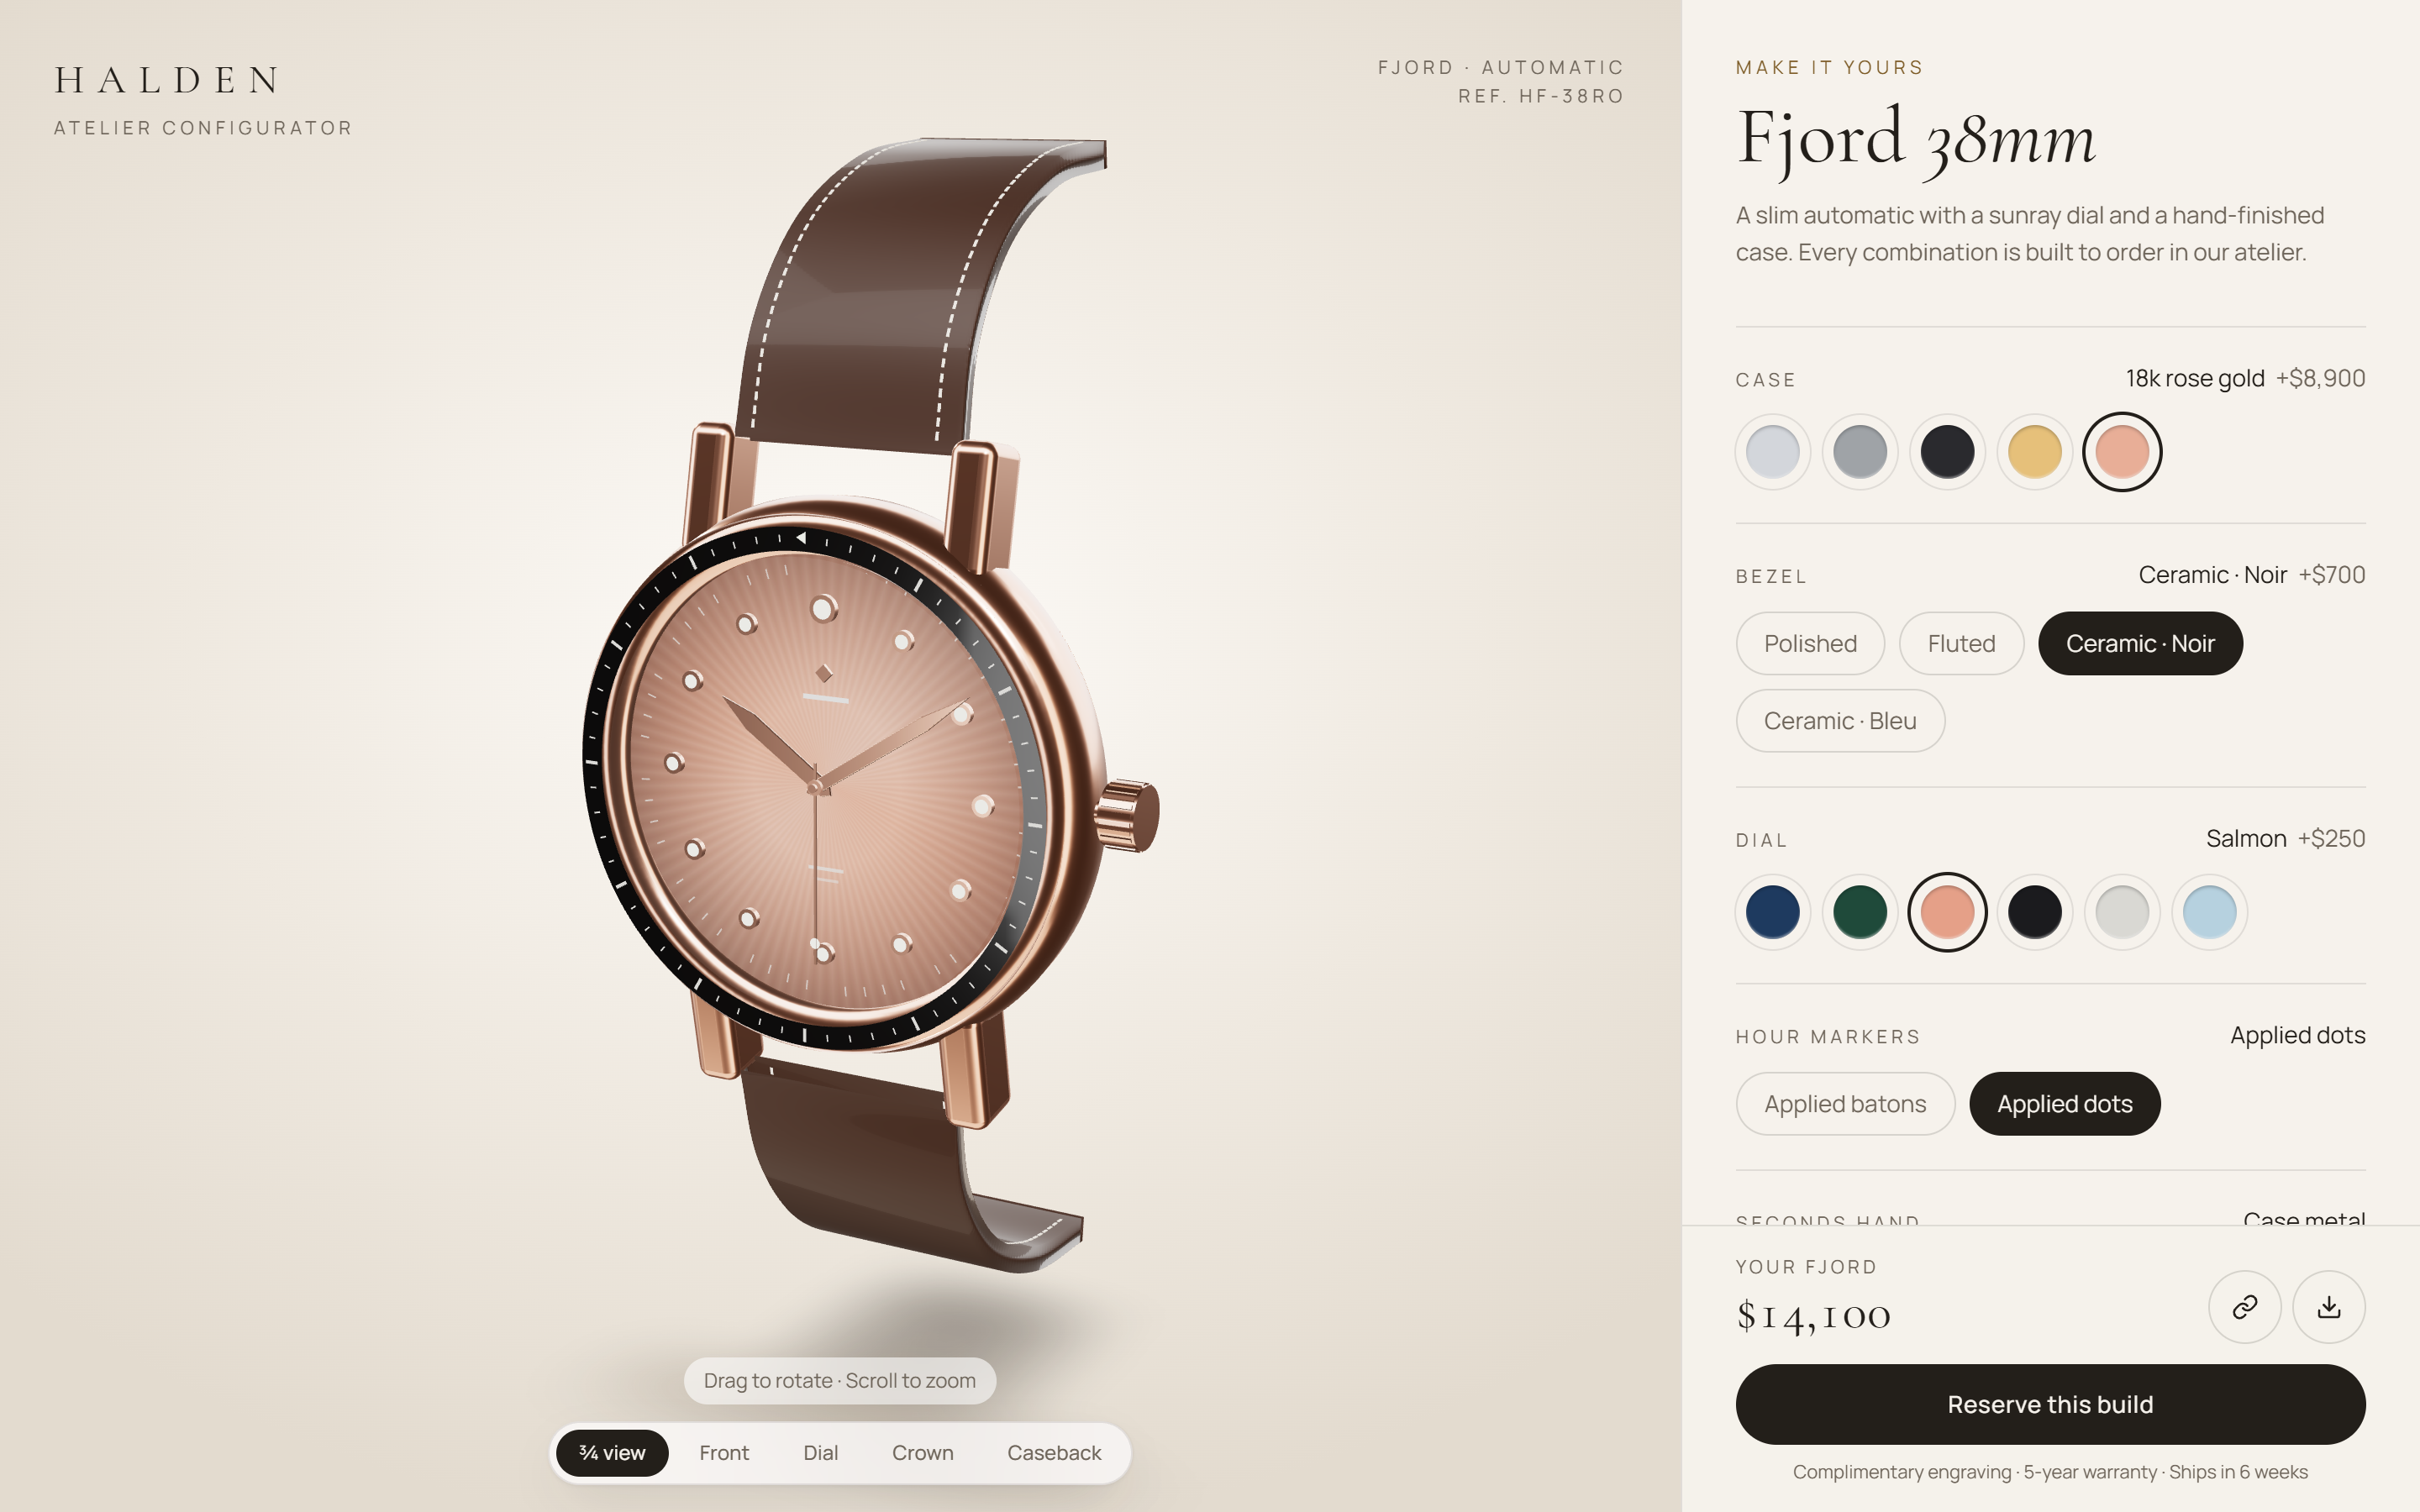 HALDEN
ATELIER CONFIGURATOR
FJORD · AUTOMATIC
REF. HF-38RO
Drag to rotate · Scroll to zoom
¾ view
Front
Dial
Crown
Caseback
MAKE IT YOURS
Fjord 38mm
A slim automatic with a sunray dial and a hand-finished
case. Every combination is built to order in our atelier.
CASE
18k rose gold +$8,900
BEZEL
Ceramic · Noir +$700
Polished
Fluted
Ceramic · Noir
Ceramic · Bleu
DIAL
Salmon +$250
HOUR MARKERS
Applied dots
Applied batons
Applied dots
SECONDS HAND
Case metal
YOUR FJORD
$14,100
Reserve this build
Complimentary engraving · 5-year warranty · Ships in 6 weeks